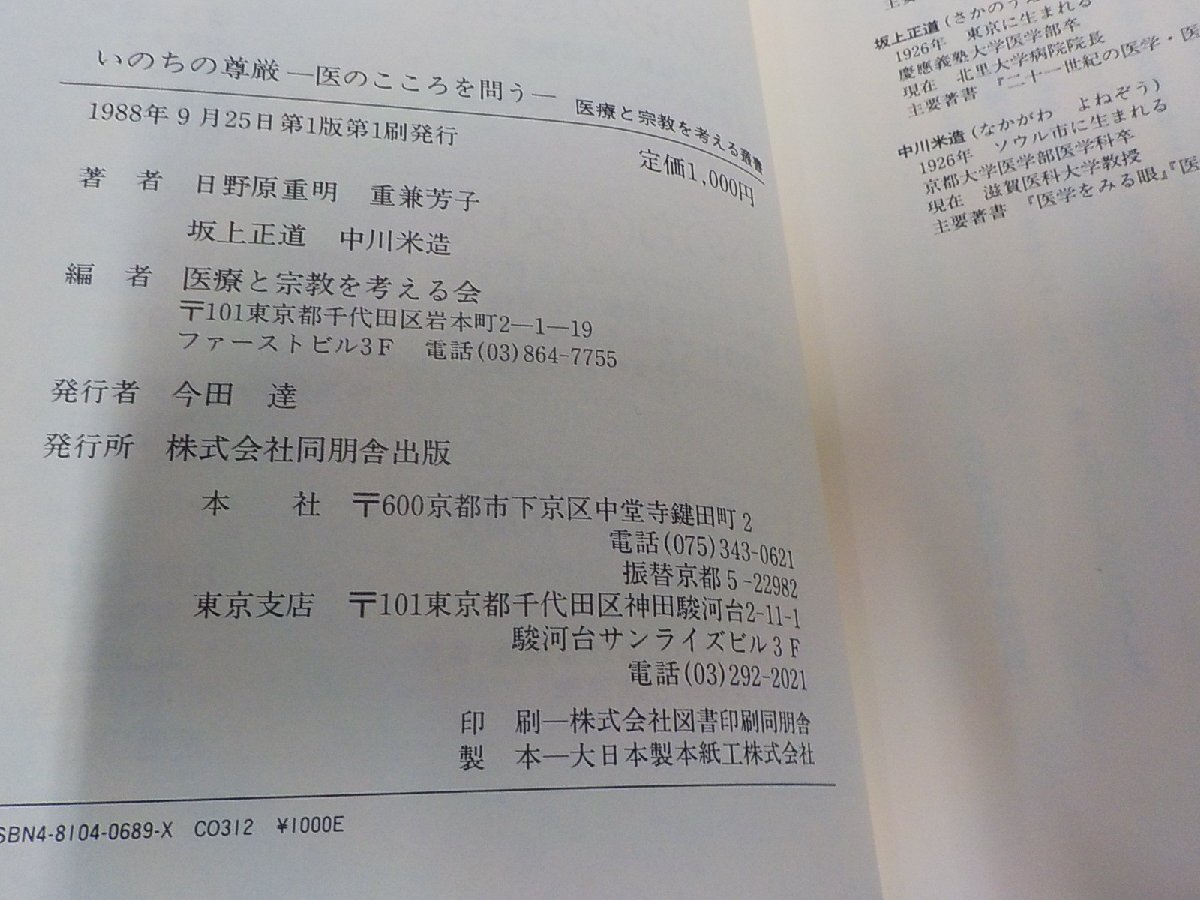 いのちの尊厳―医のこころを問う― 医療と宗教を考える叢書
1988年9月25日第1版第1刷発行
定価1,000円
著者 日野原重明 重兼芳子
坂上正道 中川米造
編者 医療と宗教を考える会
〒101東京都千代田区岩本町2―1―19
ファーストビル3F 電話(03)864-7755
発行者 今田 達
発行所 株式会社同朋舎出版
本社 〒600京都市下京区中堂寺鍵田町2
電話(075)343-0621
振替京都5-22982
東京支店 〒101東京都千代田区神田駿河台2-11-1
駿河台サンライズビル3F
電話(03)292-2021
印刷―株式会社図書印刷同朋舎
製本―大日本製本紙工株式会社
SBN4-8104-0689-X C0312 ¥1000E
坂上正道(さかのうえ
1926年 東京に生まれる
慶應義塾大学医学部卒
現在 北里大学病院院長
主要著書 『二十一世紀の医学・医
中川米造(なかがわ よねぞう)
1926年 ソウル市に生まれる
京都大学医学部医学科卒
現在 滋賀医科大学教授
主要著書 『医学をみる眼』『医